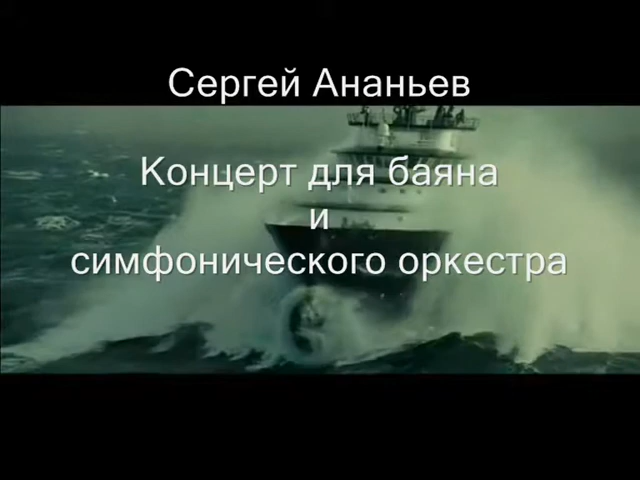 Сергей Ананьев
Концерт для баяна
и
симфонического оркестра